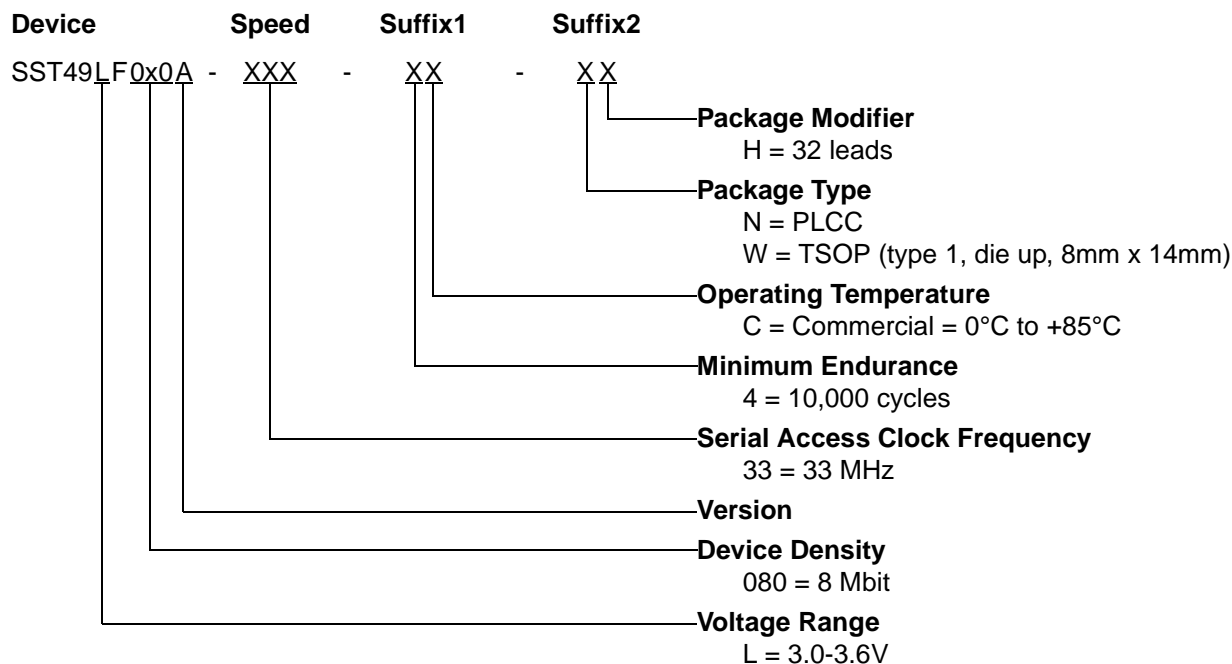 Device Speed Suffix1 Suffix2
SST49LF0x0A - XXX - XX - XX
Package Modifier
H = 32 leads
Package Type
N = PLCC
W = TSOP (type 1, die up, 8mm x 14mm)
Operating Temperature
C = Commercial = 0°C to +85°C
Minimum Endurance
4 = 10,000 cycles
Serial Access Clock Frequency
33 = 33 MHz
Version
Device Density
080 = 8 Mbit
Voltage Range
L = 3.0-3.6V